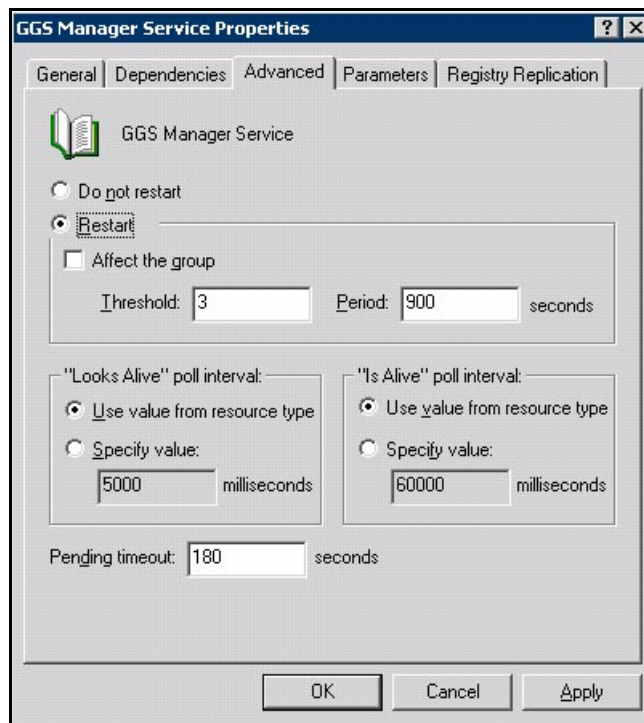 GGS Manager Service Properties
General Dependencies Advanced Parameters Registry Replication
GGS Manager Service
Do not restart
Restart
Affect the group
Threshold: 3 Period: 900 seconds
"Looks Alive" poll interval: "Is Alive" poll interval:
Use value from resource type Use value from resource type
Specify value: Specify value:
5000 milliseconds 60000 milliseconds
Pending timeout: 180 seconds
OK Cancel Apply